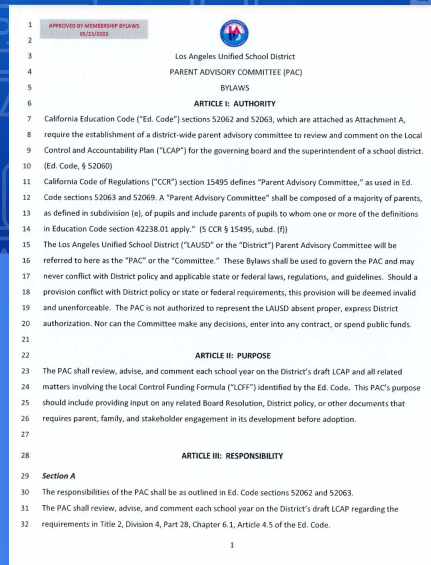 1 APPROVED BY MEMEBRSHIP BYLAWS
2 05/11/2023
3 Los Angeles Unified School District
4 PARENT ADVISORY COMMITTEE (PAC)
5 BYLAWS
6 ARTICLE I: AUTHORITY
7 California Education Code ("Ed. Code") sections 52062 and 52063, which are attached as Attachment A,
8 require the establishment of a district-wide parent advisory committee to review and comment on the Local
9 Control and Accountability Plan ("LCAP") for the governing board and the superintendent of a school district.
10 (Ed. Code, § 52060)
11 California Code of Regulations ("CCR") section 15495 defines "Parent Advisory Committee," as used in Ed.
12 Code sections 52063 and 52069. A "Parent Advisory Committee" shall be composed of a majority of parents,
13 as defined in subdivision (e), of pupils and include parents of pupils to whom one or more of the definitions
14 in Education Code section 42238.01 apply." (5 CCR § 15495, subd. (f))
15 The Los Angeles Unified School District ("LAUSD" or the "District") Parent Advisory Committee will be
16 referred to here as the "PAC" or the "Committee." These Bylaws shall be used to govern the PAC and may
17 never conflict with District policy and applicable state or federal laws, regulations, and guidelines. Should a
18 provision conflict with District policy or state or federal requirements, this provision will be deemed invalid
19 and unenforceable. The PAC is not authorized to represent the LAUSD absent proper, express District
20 authorization. Nor can the Committee make any decisions, enter into any contract, or spend public funds.
21
22 ARTICLE II: PURPOSE
23 The PAC shall review, advise, and comment each school year on the District's draft LCAP and all related
24 matters involving the Local Control Funding Formula ("LCFF") identified by the Ed. Code. This PAC's purpose
25 should include providing input on any related Board Resolution, District policy, or other documents that
26 requires parent, family, and stakeholder engagement in its development before adoption.
27
28 ARTICLE III: RESPONSIBILITY
29 Section A
30 The responsibilities of the PAC shall be as outlined in Ed. Code sections 52062 and 52063.
31 The PAC shall review, advise, and comment each school year on the District's draft LCAP regarding the
32 requirements in Title 2, Division 4, Part 28, Chapter 6.1, Article 4.5 of the Ed. Code.
1